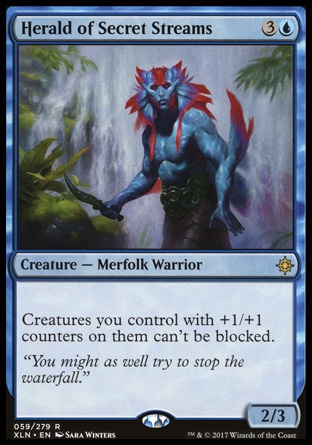 Herald of Secret Streams 3
Creature — Merfolk Warrior
Creatures you control with +1/+1
counters on them can't be blocked.
“You might as well try to stop the
waterfall.”
2/3
059/279 R
XLN • EN SARA WINTERS
™ & © 2017 Wizards of the Coast